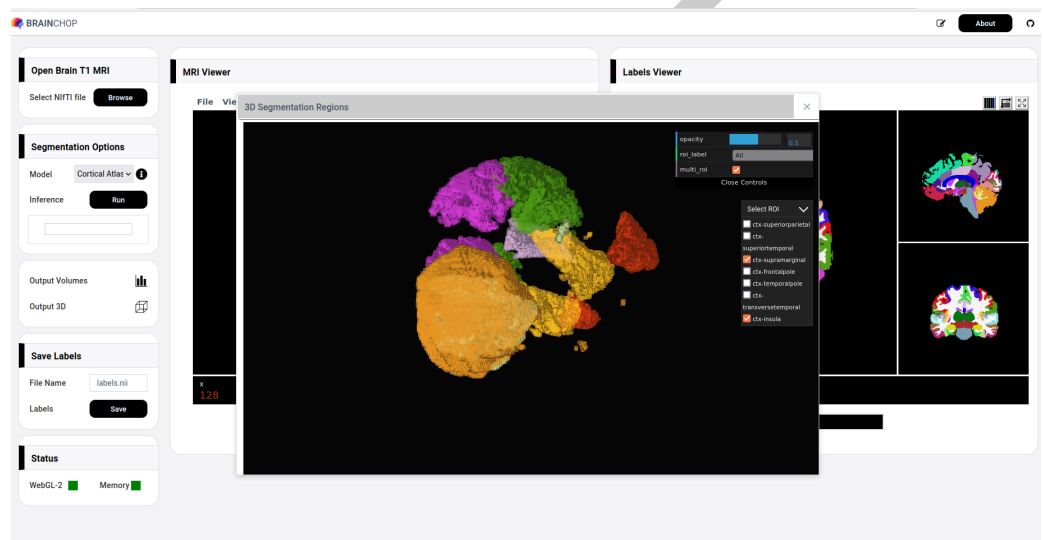 BRAINCHOP
About
Open Brain T1 MRI
Select NIfTI file Browse
Segmentation Options
Model Cortical Atlas
Inference Run
Output Volumes
Output 3D
Save Labels
File Name labels.nii
Labels Save
Status
WebGL-2 Memory
MRI Viewer
File Vie
x
128
Labels Viewer
3D Segmentation Regions ×
opacity 0.5
roi_label All
multi_roi
Close Controls
Select ROI
ctx-superiorparietal
ctx-
superiortemporal
ctx-supramarginal
ctx-frontalpole
ctx-temporalpole
ctx-
transversetemporal
ctx-insula